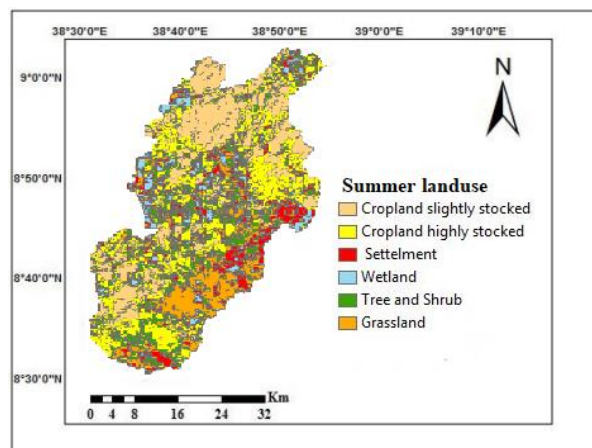 38°30'0"E 38°40'0"E 38°50'0"E 39°0'0"E 39°10'0"E
N
9°0'0"N
8°50'0"N
8°40'0"N
8°30'0"N
Summer landuse
Cropland slightly stocked
Cropland highly stocked
Settelment
Wetland
Tree and Shrub
Grassland
Km
0 4 8 16 24 32